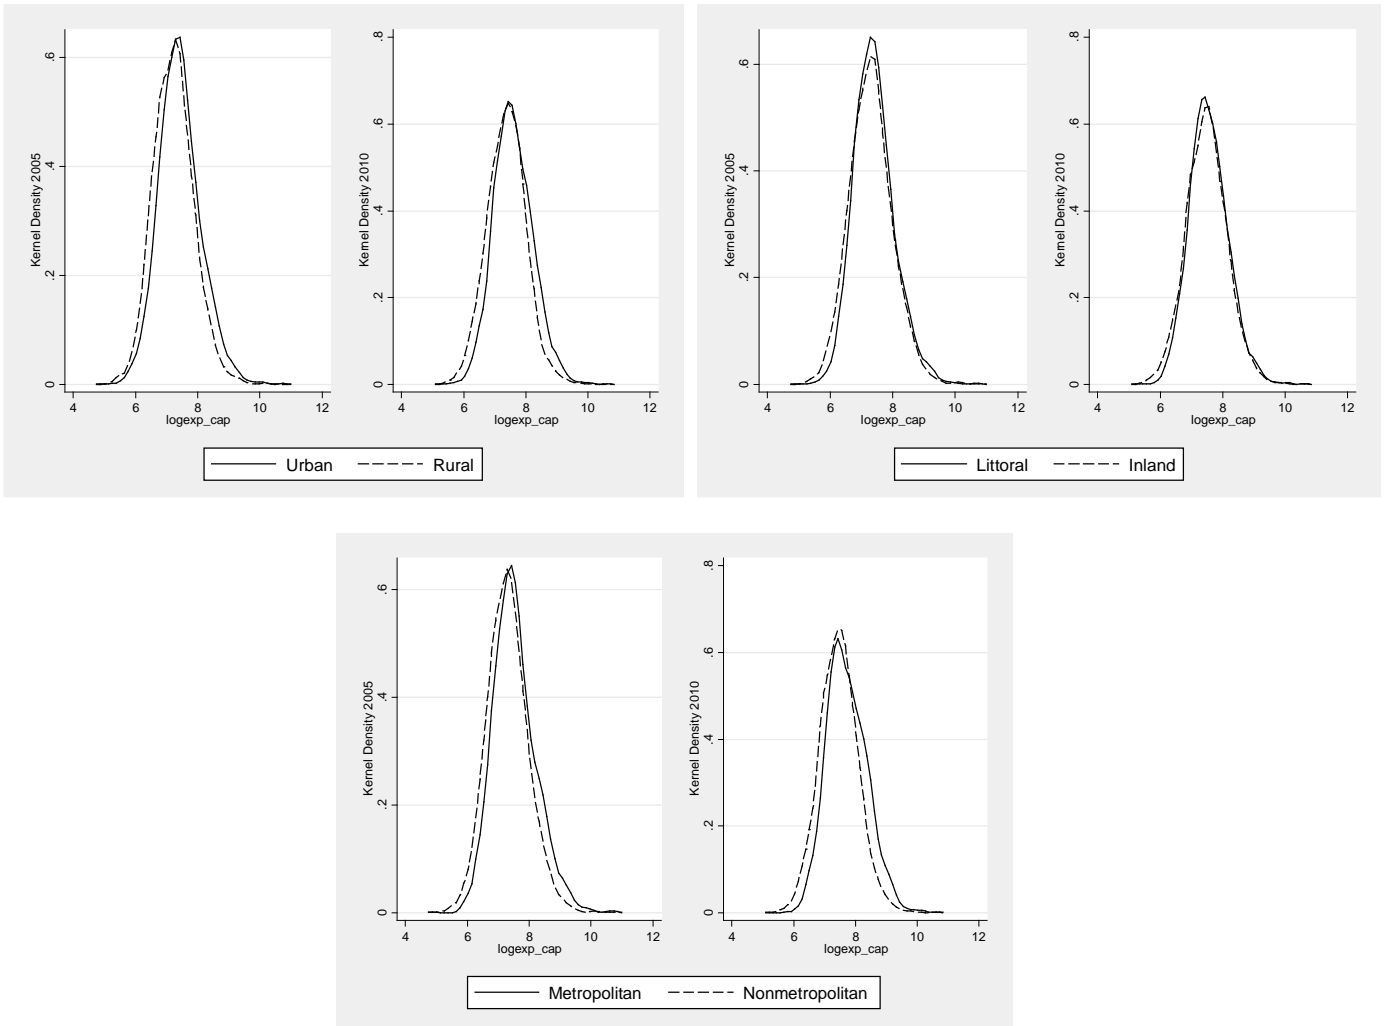 Kernel Density 2005
0 .2 .4 .6
4 6 8 10 12
logexp_cap
Kernel Density 2010
0 .2 .4 .6 .8
4 6 8 10 12
logexp_cap
Urban Rural
Kernel Density 2005
0 .2 .4 .6
4 6 8 10 12
logexp_cap
Kernel Density 2010
0 .2 .4 .6 .8
4 6 8 10 12
logexp_cap
Littoral Inland
Kernel Density 2005
0 .2 .4 .6
4 6 8 10 12
logexp_cap
Kernel Density 2010
0 .2 .4 .6 .8
4 6 8 10 12
logexp_cap
Metropolitan Nonmetropolitan